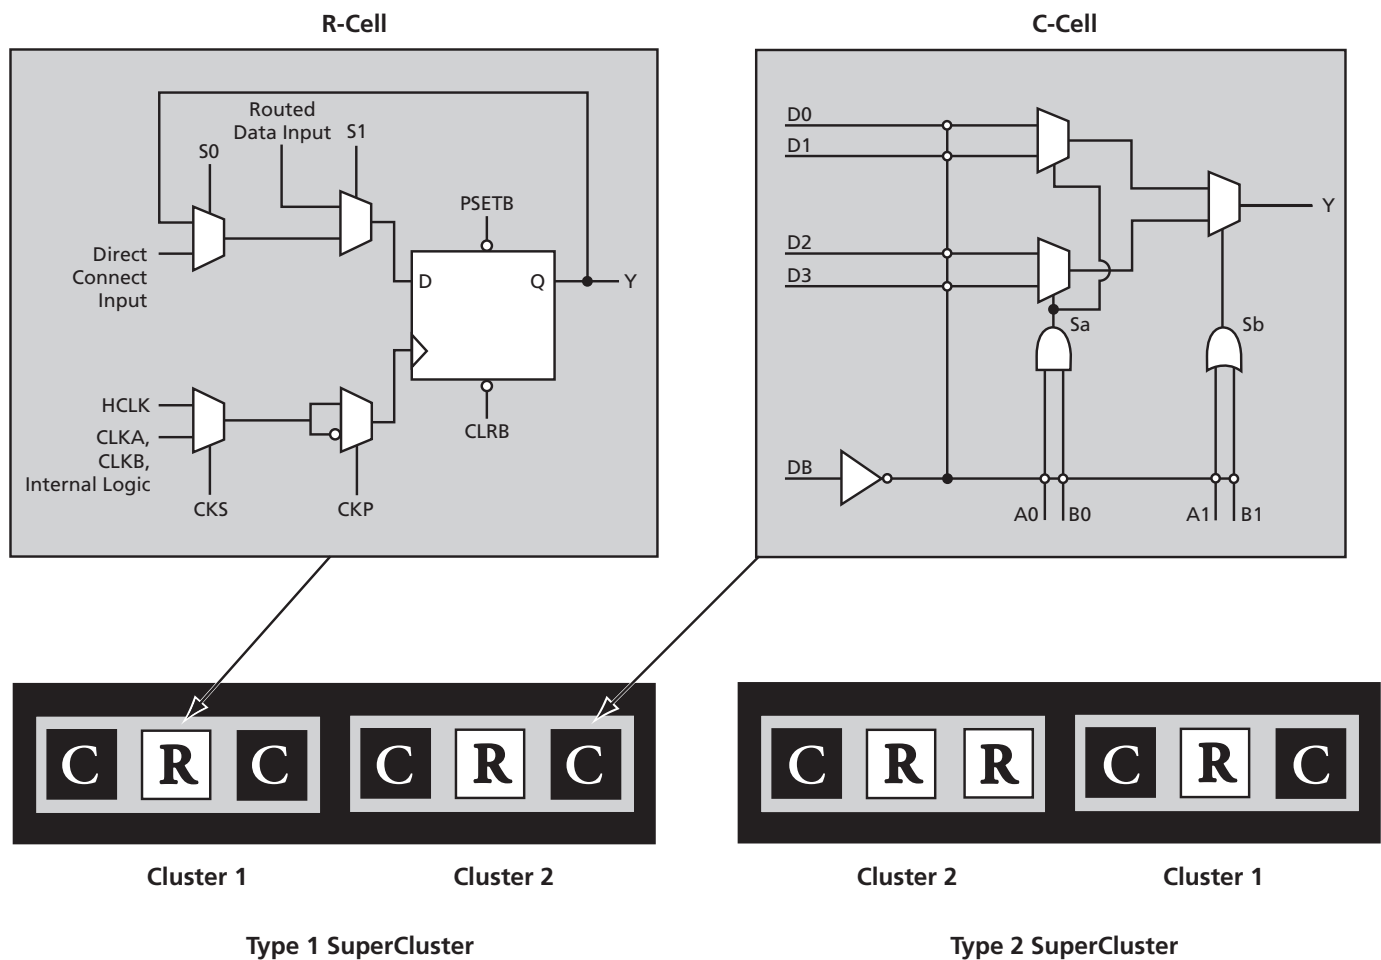 R-Cell
C-Cell
Routed
Data Input
S1
S0
PSETB
Direct
Connect
Input
D
Q
Y
HCLK
CLKA,
CLKB,
Internal Logic
CKS
CKP
CLRB
D0
D1
D2
D3
Y
Sa
Sb
DB
A0
B0
A1
B1
C R C
C R C
C R R
C R C
Cluster 1
Cluster 2
Cluster 2
Cluster 1
Type 1 SuperCluster
Type 2 SuperCluster